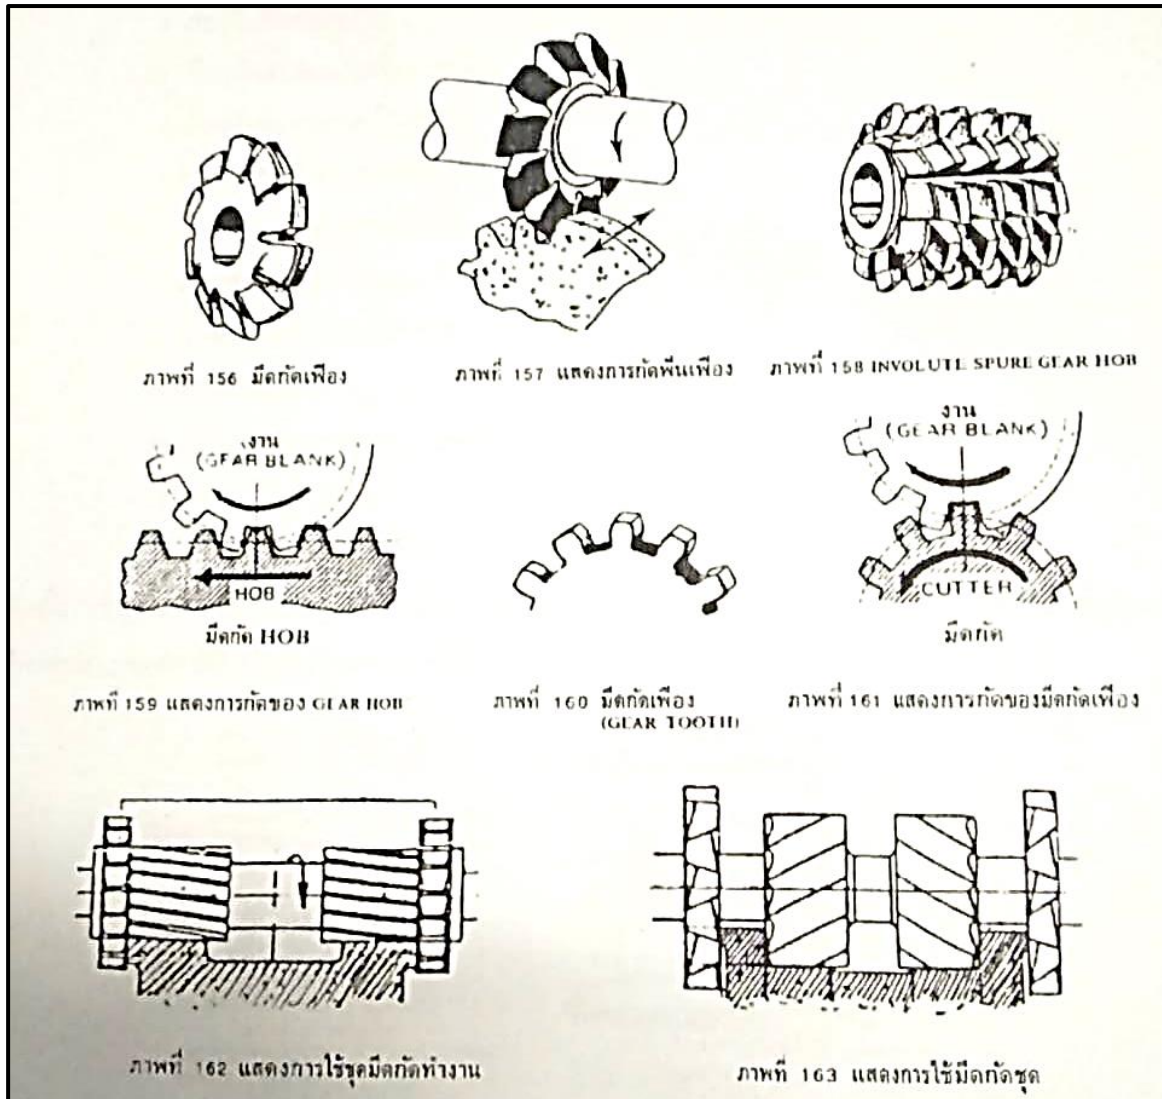 ภาพที่ 156 มีดกัดเฟือง
ภาพที่ 157 แสดงการกัดฟันเฟือง
ภาพที่ 158 INVOLUTE SPURE GEAR HOB
งาน
(GEAR BLANK)
HOB
มีดกัด HOB
งาน
(GEAR BLANK)
CUTTER
มีดกัด
ภาพที่ 159 แสดงการกัดของ GEAR HOB
ภาพที่ 160 มีดกัดเฟือง
(GEAR TOOTH)
ภาพที่ 161 แสดงการกัดของมีดกัดเฟือง
ภาพที่ 162 แสดงการใช้ชุดมีดกัดทำงาน
ภาพที่ 163 แสดงการใช้มีดกัดชุด